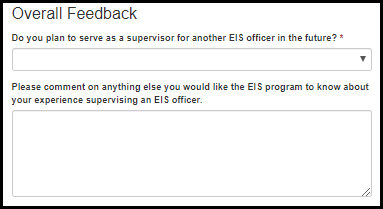 Overall Feedback
Do you plan to serve as a supervisor for another EIS officer in the future? *
Please comment on anything else you would like the EIS program to know about
your experience supervising an EIS officer.